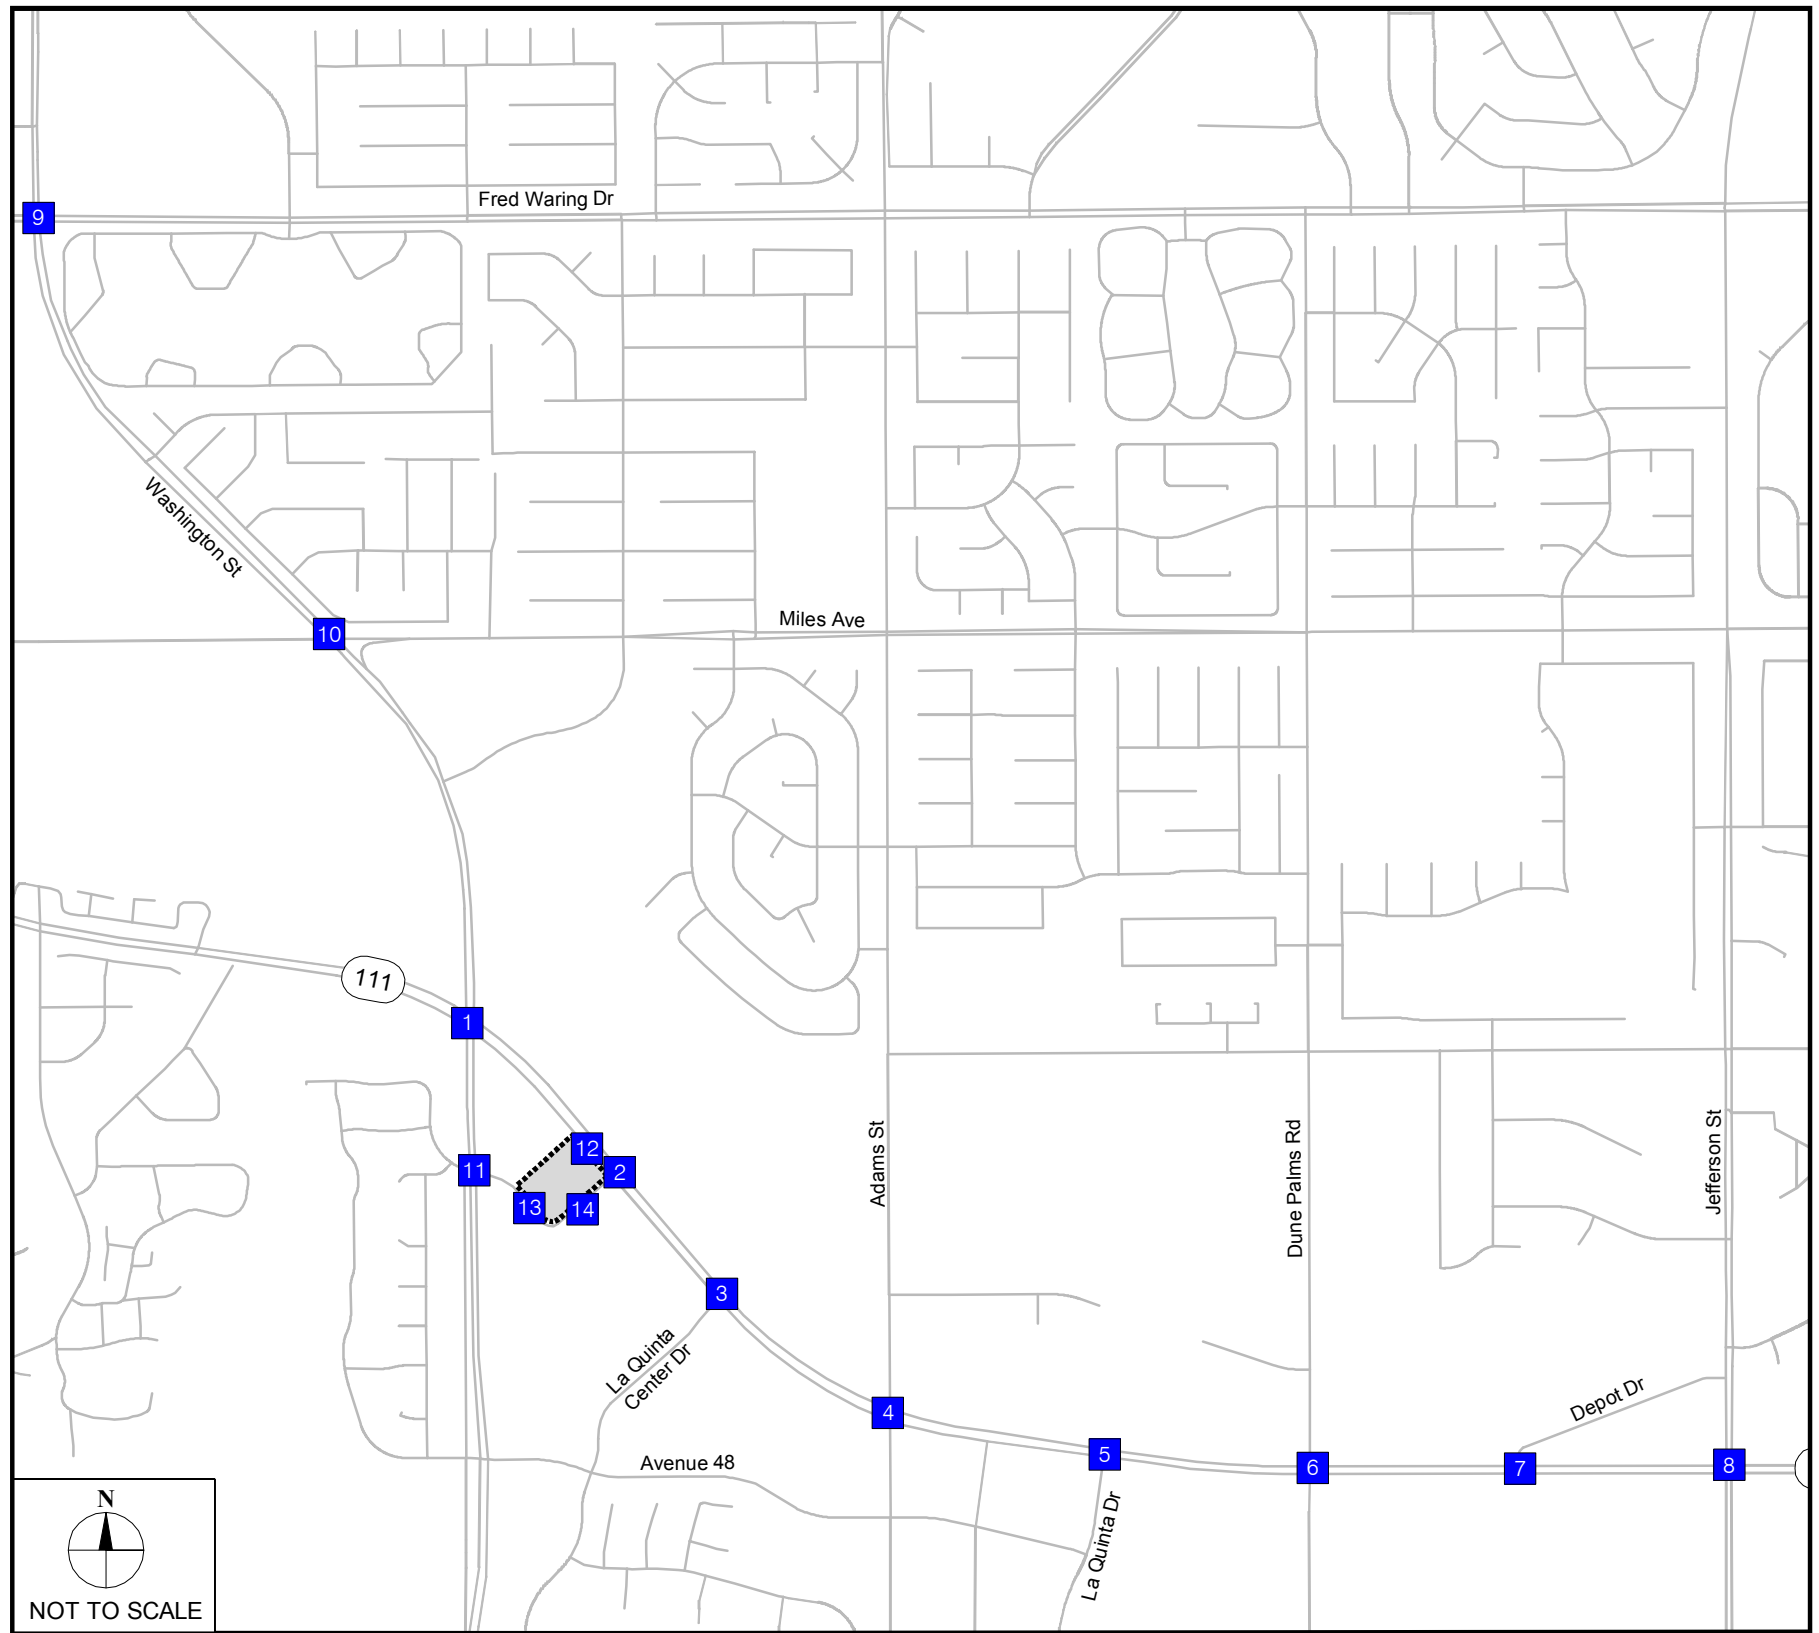 Fred Waring Dr
9
Washington St
10
Miles Ave
111
1
Adams St
Dune Palms Rd
Jefferson St
12
11
2
13
14
3
La Quinta
Center Dr
Depot Dr
4
5
6
7
8
Avenue 48
La Quinta Dr
N
NOT TO SCALE